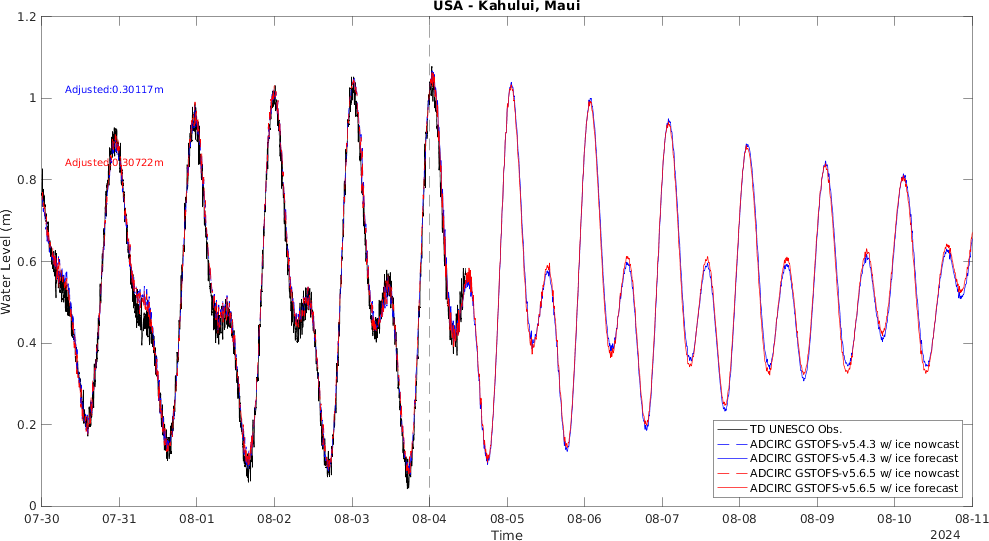 USA - Kahului, Maui
1.2
1
0.8
0.6
0.4
0.2
0
Water Level (m)
Adjusted:0.30117m
Adjusted:0.30722m
TD UNESCO Obs.
ADCIRC GSTOFS-v5.4.3 w/ ice nowcast
ADCIRC GSTOFS-v5.4.3 w/ ice forecast
ADCIRC GSTOFS-v5.6.5 w/ ice nowcast
ADCIRC GSTOFS-v5.6.5 w/ ice forecast
07-30 07-31 08-01 08-02 08-03 08-04 08-05 08-06 08-07 08-08 08-09 08-10 08-11
Time
2024